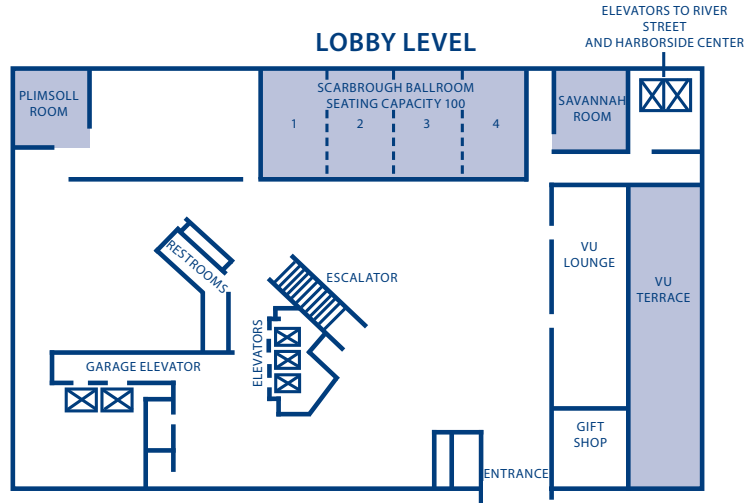 ELEVATORS TO RIVER
STREET
AND HARBORSIDE CENTER
LOBBY LEVEL
PLIMSOLL
ROOM
SCARBROUGH BALLROOM
SEATING CAPACITY 100
1 2 3 4
SAVANNAH
ROOM
RESTROOMS
ESCALATOR
VU
LOUNGE
VU
TERRACE
ELEVATORS
GARAGE ELEVATOR
GIFT
SHOP
ENTRANCE